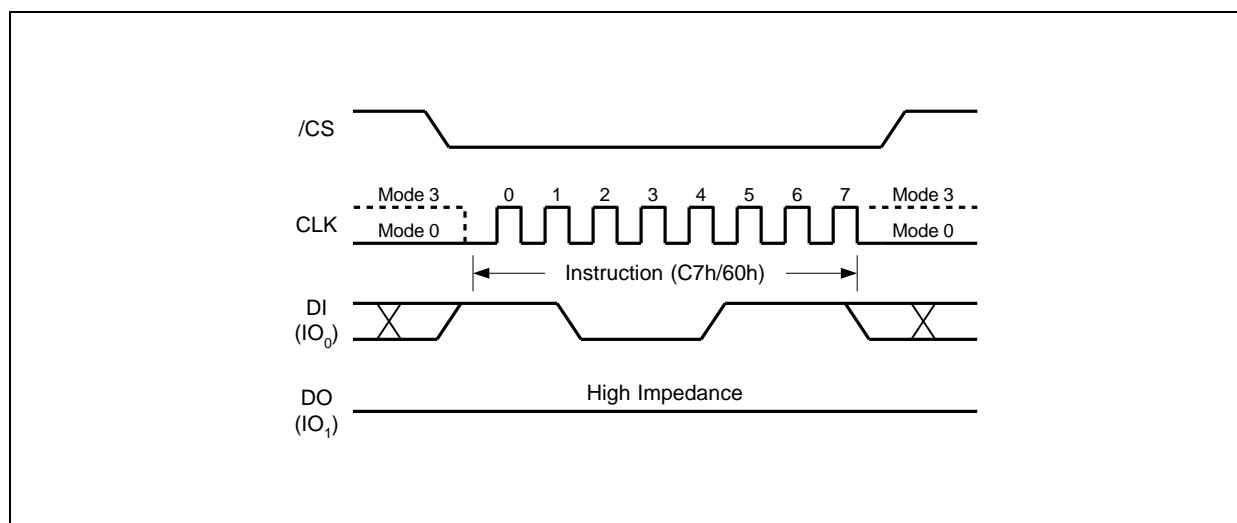 /CS
Mode 3 0 1 2 3 4 5 6 7 Mode 3
CLK
Mode 0 Mode 0
Instruction (C7h/60h)
DI
(IO₀)
High Impedance
DO
(IO₁)